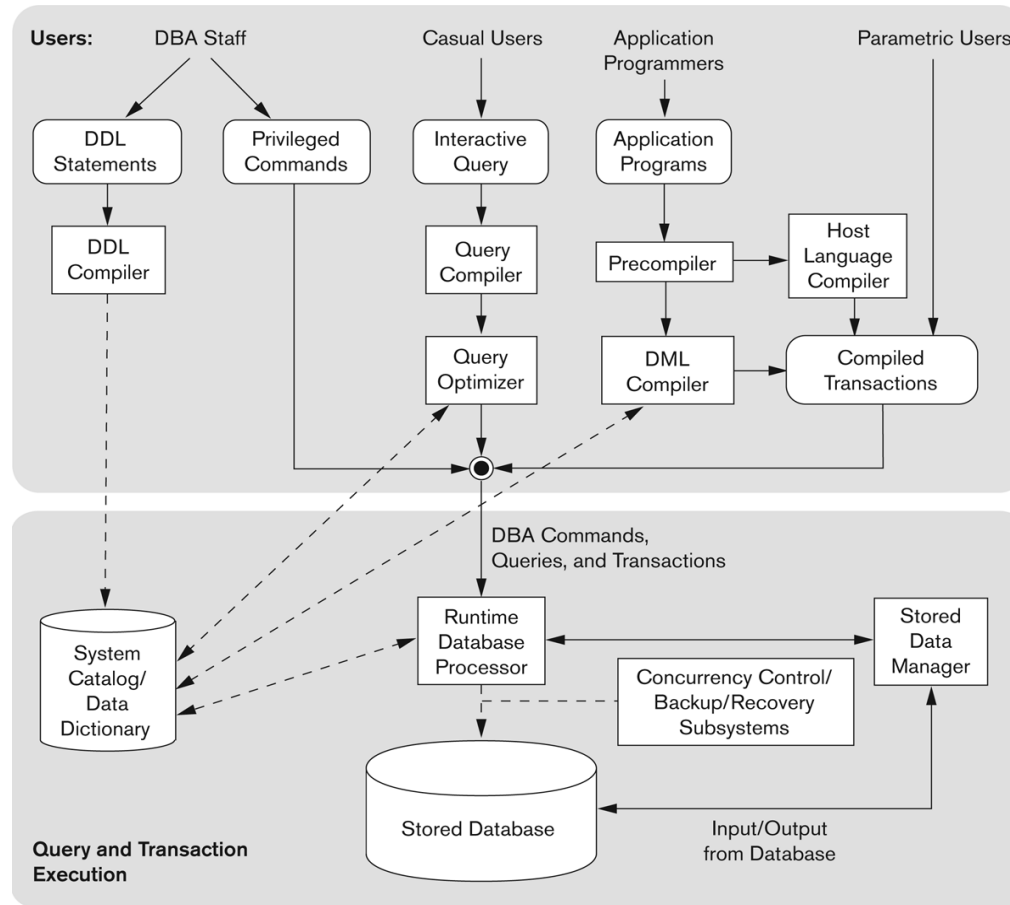 Users:
DBA Staff
Casual Users
Application
Programmers
Parametric Users
DDL
Statements
Privileged
Commands
Interactive
Query
Application
Programs
DDL
Compiler
Query
Compiler
Precompiler
Host
Language
Compiler
Query
Optimizer
DML
Compiler
Compiled
Transactions
DBA Commands,
Queries, and Transactions
System
Catalog/
Data
Dictionary
Runtime
Database
Processor
Stored
Data
Manager
Concurrency Control/
Backup/Recovery
Subsystems
Stored Database
Input/Output
from Database
Query and Transaction
Execution